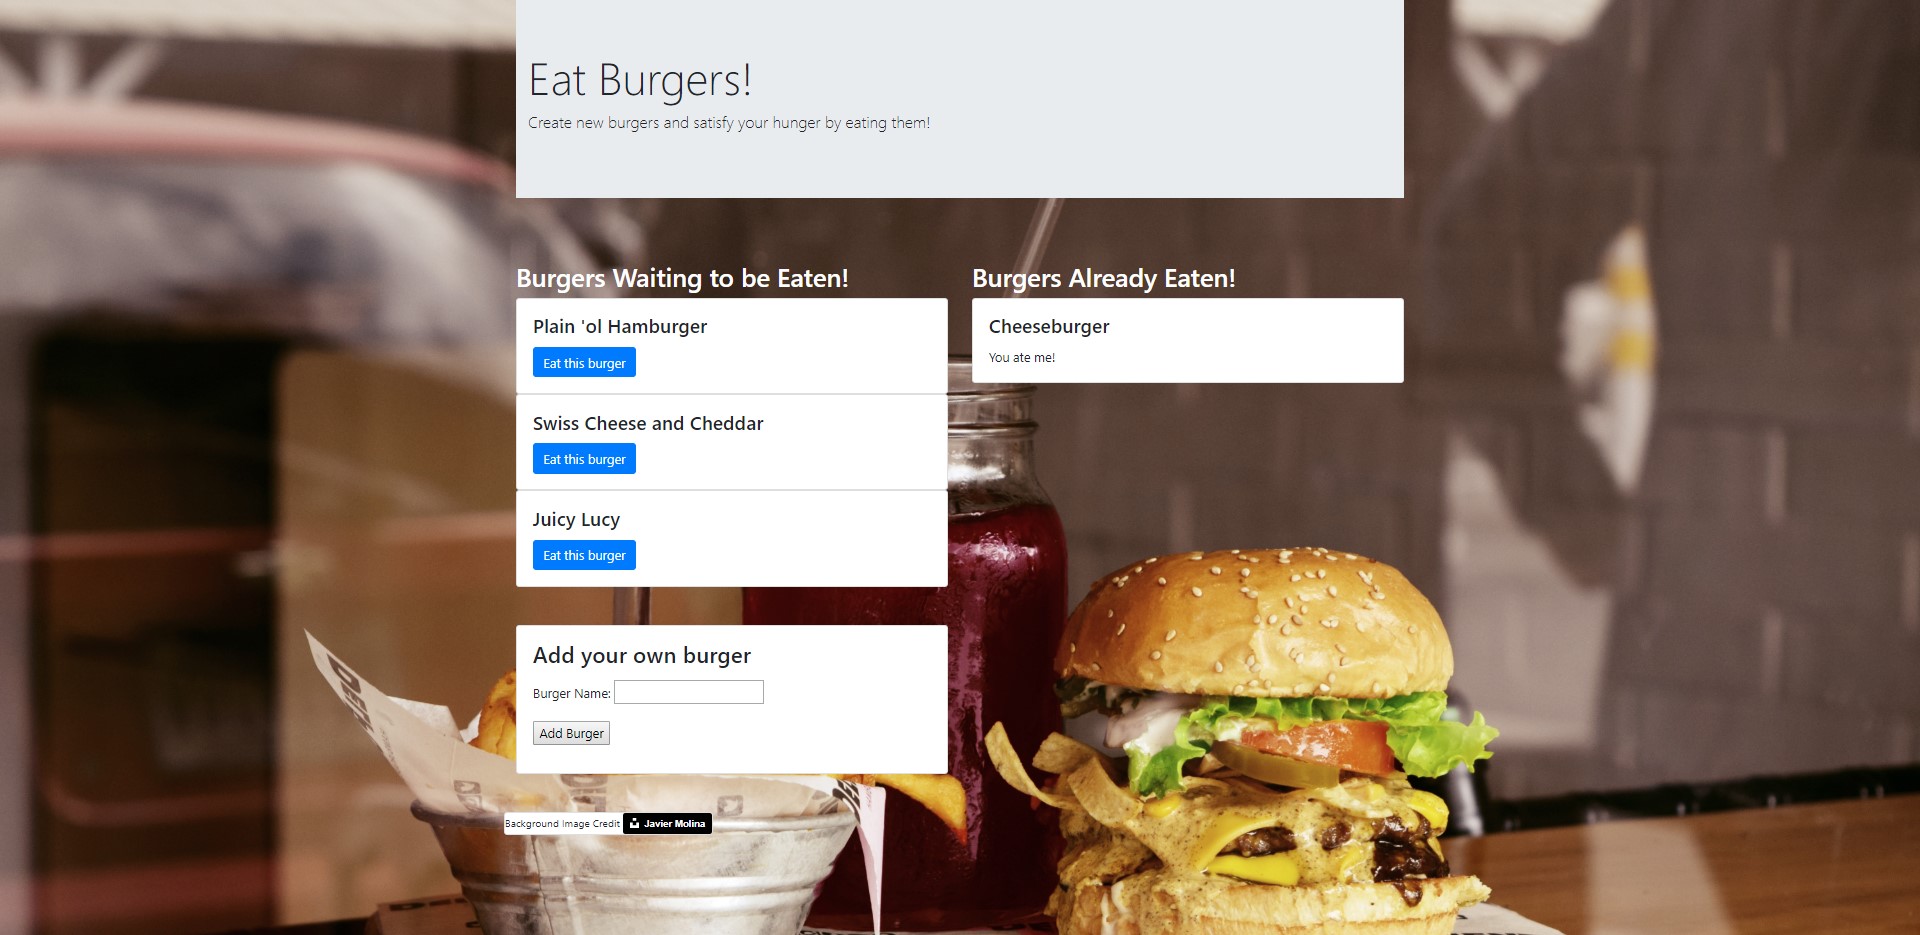 Eat Burgers!
Create new burgers and satisfy your hunger by eating them!
Burgers Waiting to be Eaten!
Plain 'ol Hamburger
Eat this burger
Swiss Cheese and Cheddar
Eat this burger
Juicy Lucy
Eat this burger
Add your own burger
Burger Name:
Add Burger
Background Image Credit Javier Molina
Burgers Already Eaten!
Cheeseburger
You ate me!